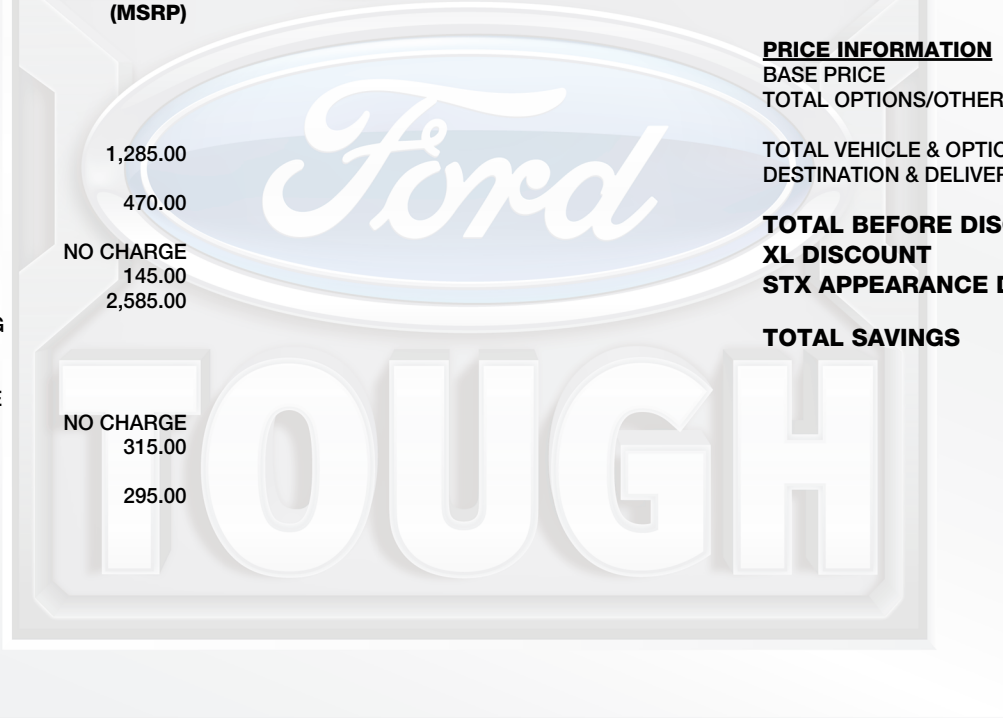 (MSRP)
1,285.00
470.00
NO CHARGE
145.00
2,585.00
NO CHARGE
315.00
295.00
PRICE INFORMATION
BASE PRICE
TOTAL OPTIONS/OTHER
TOTAL VEHICLE & OPTIO
DESTINATION & DELIVER
TOTAL BEFORE DIS
XL DISCOUNT
STX APPEARANCE D
TOTAL SAVINGS
Ford
TOUGH